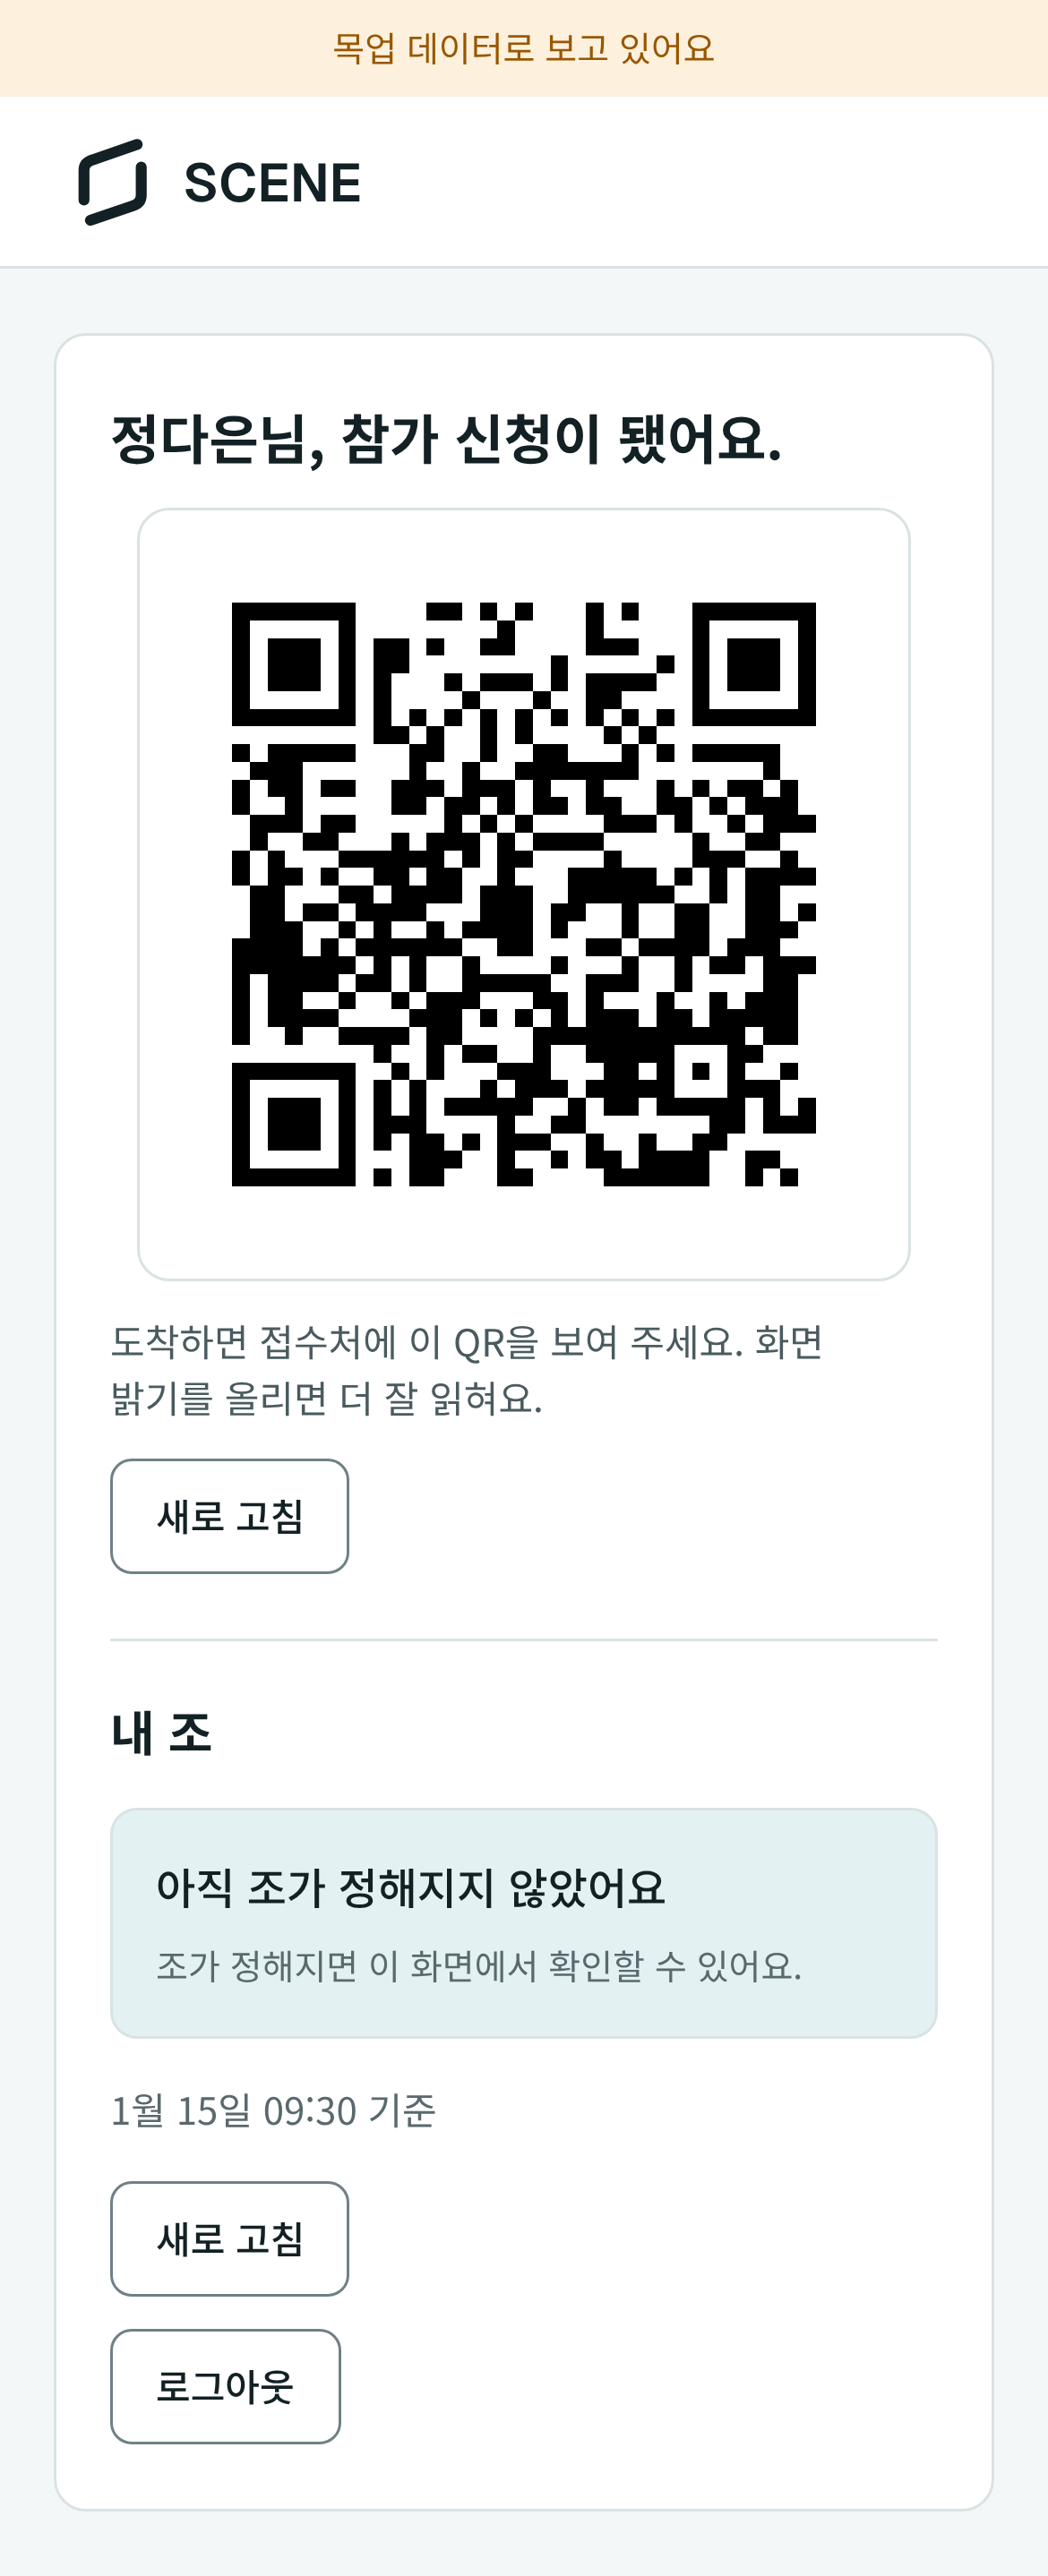 목업 데이터로 보고 있어요
SCENE
정다은님, 참가 신청이 됐어요.
도착하면 접수처에 이 QR을 보여 주세요. 화면
밝기를 올리면 더 잘 읽혀요.
새로 고침
내 조
아직 조가 정해지지 않았어요
조가 정해지면 이 화면에서 확인할 수 있어요.
1월 15일 09:30 기준
새로 고침
로그아웃